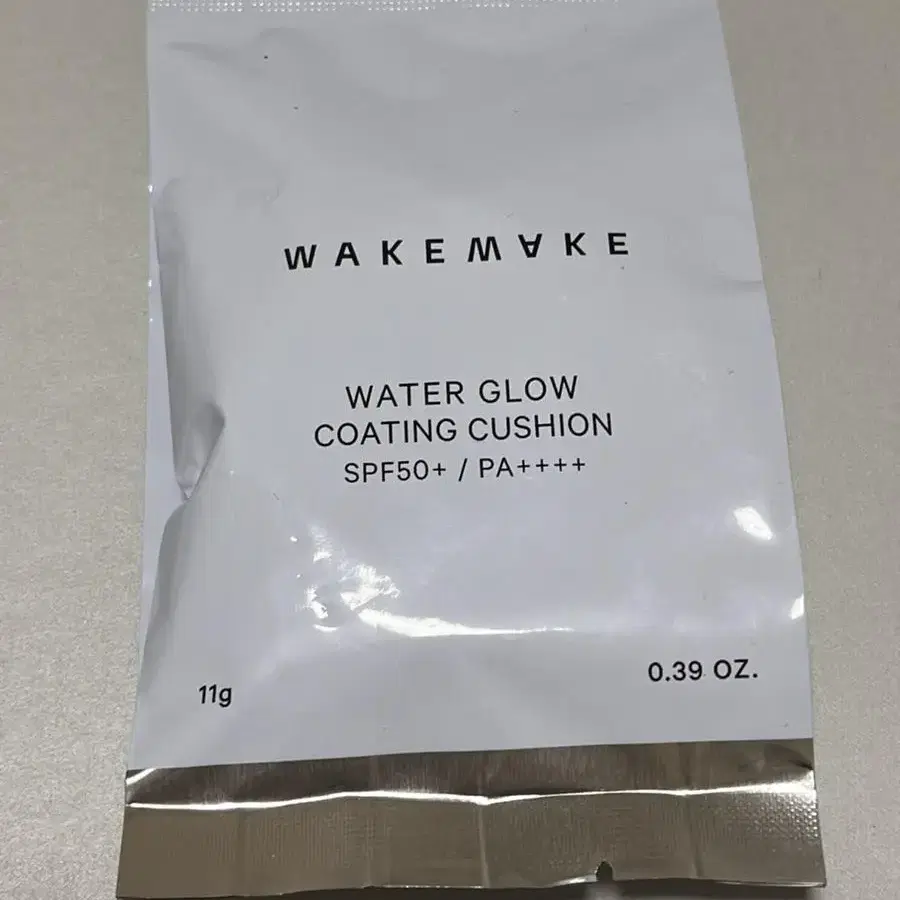 WAKEMAKE
WATER GLOW
COATING CUSHION
SPF50+ / PA++++
11g
0.39 OZ.